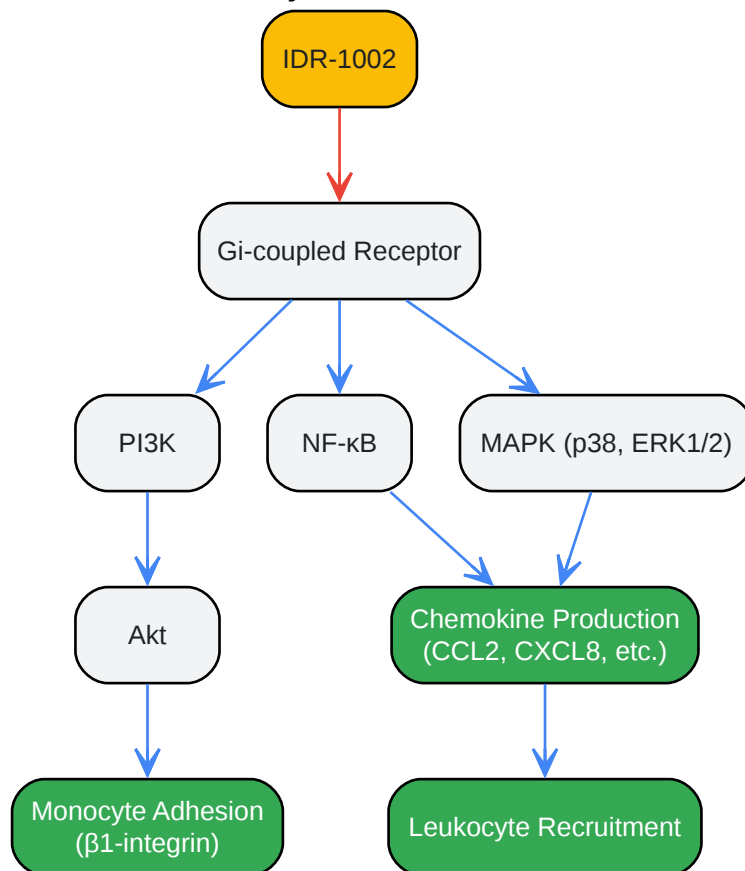 IDR-1002
Gi-coupled Receptor
PI3K
NF-κB
MAPK (p38, ERK1/2)
Akt
Chemokine Production
(CCL2, CXCL8, etc.)
Monocyte Adhesion
(β1-integrin)
Leukocyte Recruitment